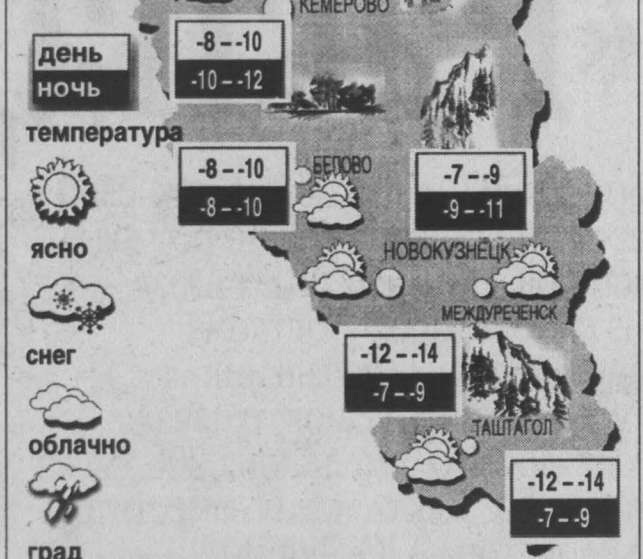 КЕМЕРОВО
день
ночь
температура
-8 – -10
-10 – -12
БЕЛОВО
-8 – -10
-8 – -10
-7 – -9
-9 – -11
ясно
НОВОКУЗНЕЦК
МЕЖДУРЕЧЕНСК
снег
-12 – -14
-7 – -9
облачно
ТАШТАГОЛ
-12 – -14
-7 – -9
град